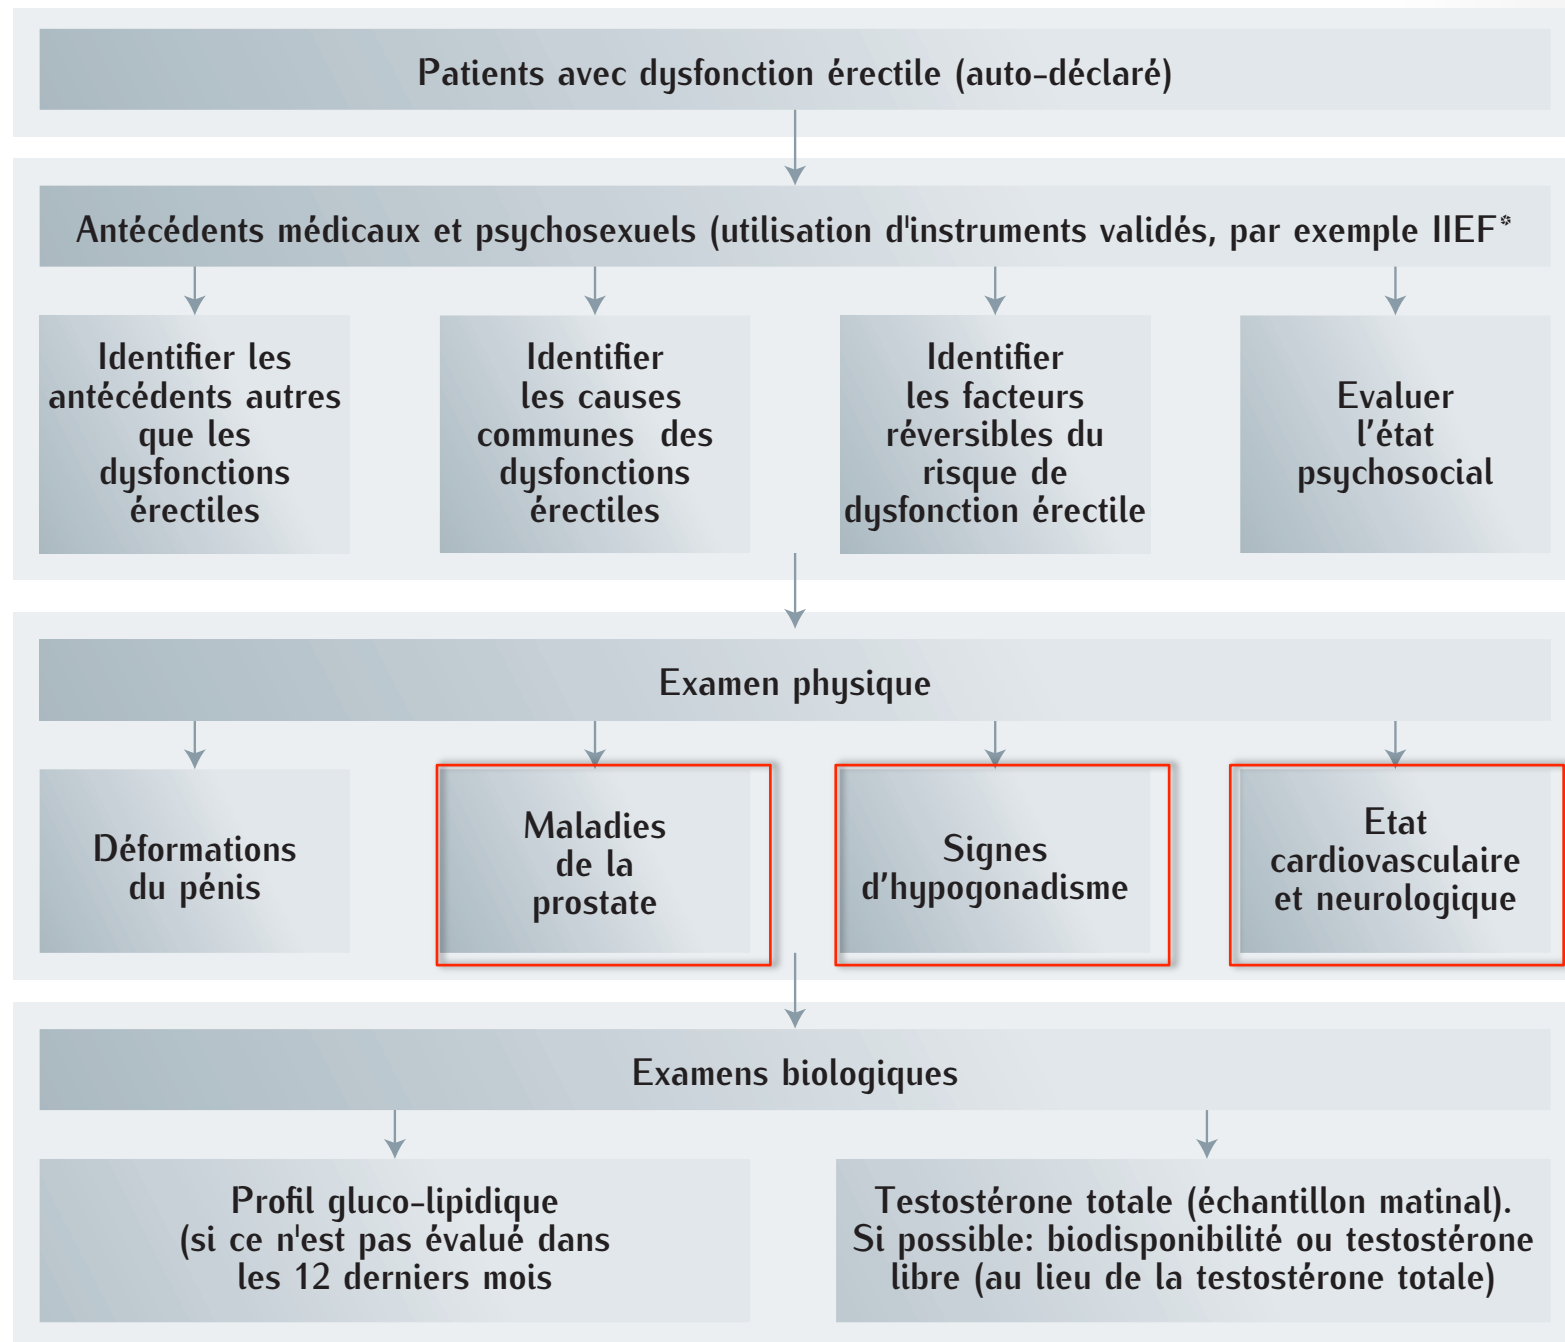 Patients avec dysfonction érectile (auto-déclaré)
Antécédents médicaux et psychosexuels (utilisation d'instruments validés, par exemple IIEF*
Identifier les
antécédents autres
que les
dysfonctions
érectiles
Identifier
les causes
communes des
dysfonctions
érectiles
Identifier
les facteurs
réversibles du
risque de
dysfonction érectile
Evaluer
l'état
psychosocial
Examen physique
Déformations
du pénis
Maladies
de la
prostate
Signes
d'hypogonadisme
Etat
cardiovasculaire
et neurologique
Examens biologiques
Profil gluco-lipidique
(si ce n'est pas évalué dans
les 12 derniers mois
Testostérone totale (échantillon matinal).
Si possible: biodisponibilité ou testostérone
libre (au lieu de la testostérone totale)